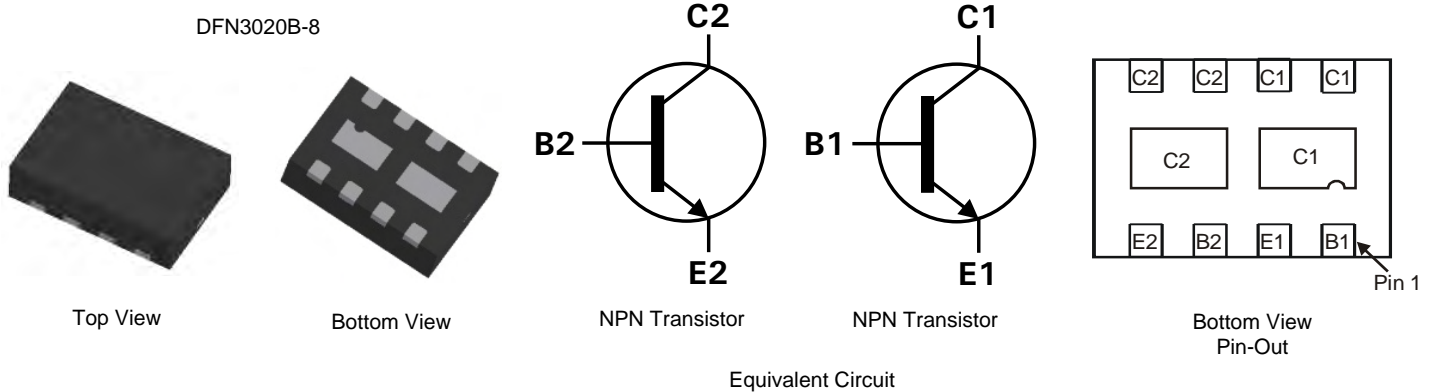 DFN3020B-8
Top View
Bottom View
C2
B2
E2
NPN Transistor
C1
B1
E1
NPN Transistor
Equivalent Circuit
C2 C2 C1 C1
C2 C1
E2 B2 E1 B1
Pin 1
Bottom View
Pin-Out